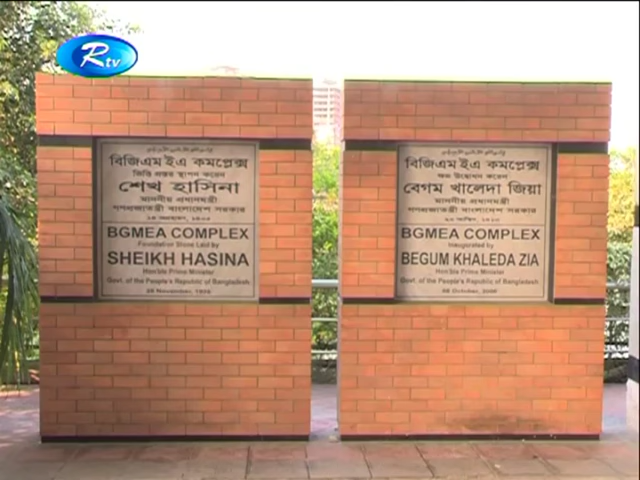 Rtv
বিজিএমইএ কমপ্লেক্স
ভিত্তি প্রস্তর স্থাপন করেন
শেখ হাসিনা
মাননীয় প্রধানমন্ত্রী
গণপ্রজাতন্ত্রী বাংলাদেশ সরকার
BGMEA COMPLEX
Foundation Stone Laid by
SHEIKH HASINA
Hon'ble Prime Minister
Govt. of the People's Republic of Bangladesh
28 November,
বিজিএমইএ কমপ্লেক্স
শুভ উদ্বোধন করেন
বেগম খালেদা জিয়া
মাননীয় প্রধানমন্ত্রী
গণপ্রজাতন্ত্রী বাংলাদেশ সরকার
BGMEA COMPLEX
Inaugurated by
BEGUM KHALEDA ZIA
Hon'ble Prime Minister
Govt. of the People's Republic of Bangladesh
October,